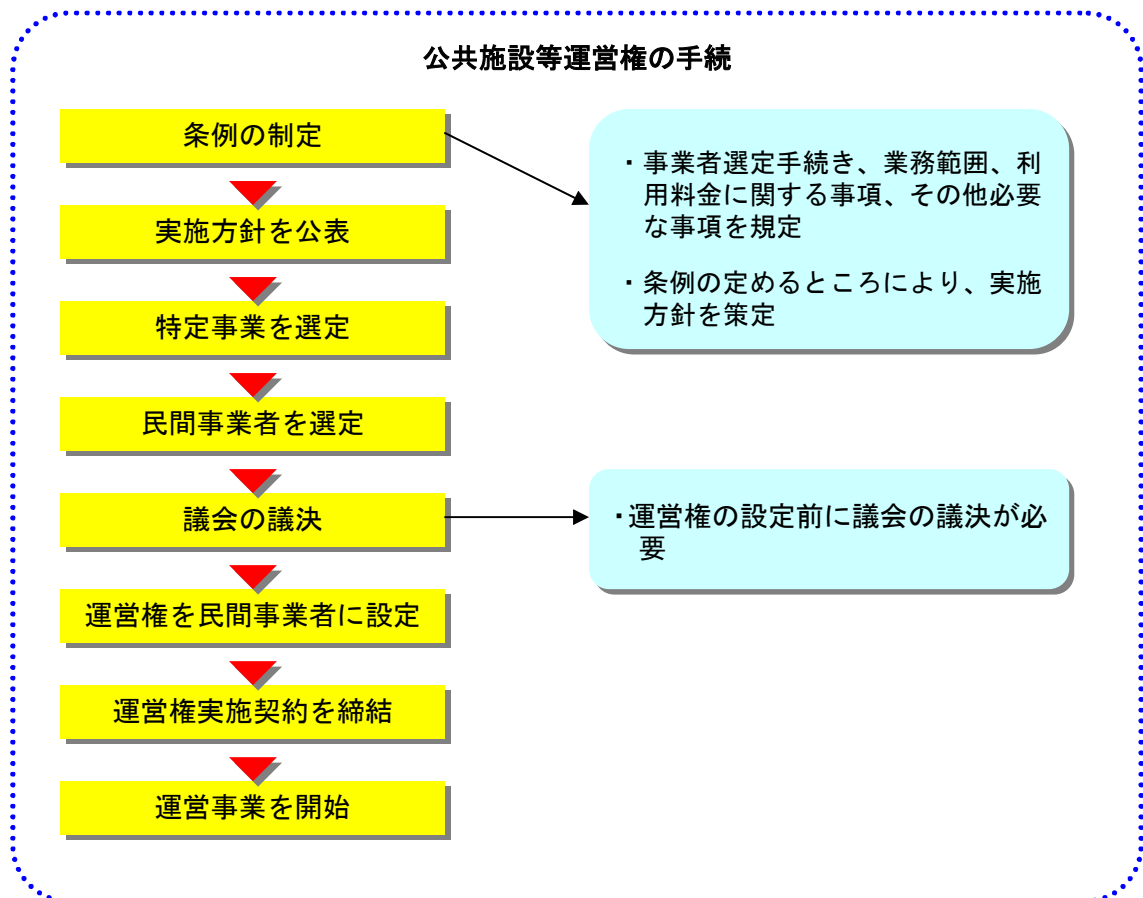 公共施設等運営権の手続
条例の制定
・事業者選定手続き、業務範囲、利
用料金に関する事項、その他必要
な事項を規定
・条例の定めるところにより、実施
方針を策定
実施方針を公表
特定事業を選定
民間事業者を選定
議会の議決
・運営権の設定前に議会の議決が必
要
運営権を民間事業者に設定
運営権実施契約を締結
運営事業を開始